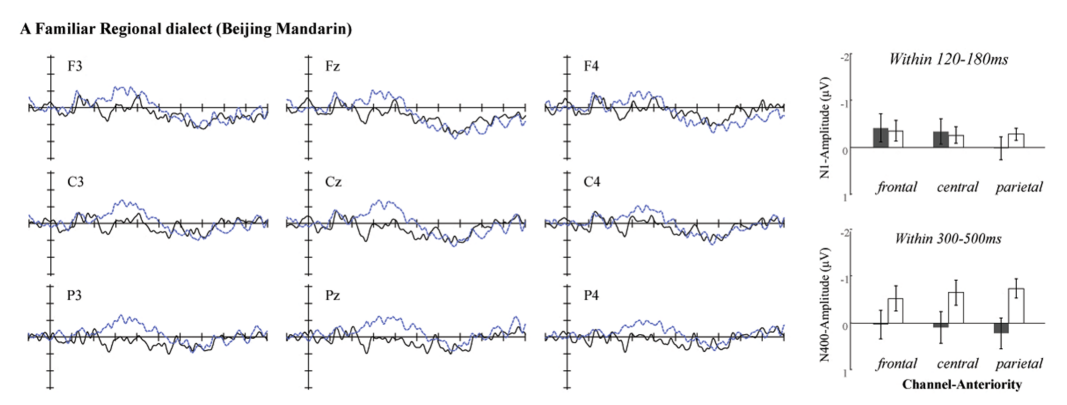 A Familiar Regional dialect (Beijing Mandarin)
F3
Fz
F4
C3
Cz
C4
P3
Pz
P4
Within 120-180ms
N1-Amplitude (μV)
-2
-1
0
1
frontal central parietal
Within 300-500ms
N400-Amplitude (μV)
-2
-1
0
1
frontal central parietal
Channel-Anteriority